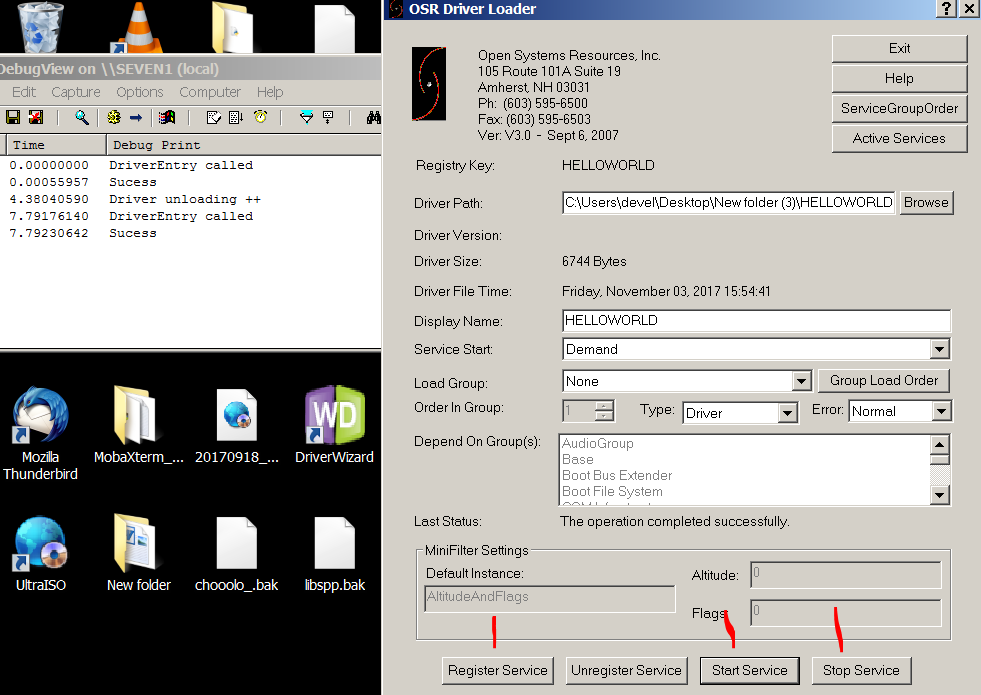 DebugView on \\SEVEN1 (local)
Edit Capture Options Computer Help
Time Debug Print
0.00000000 DriverEntry called
0.00055957 Sucess
4.38040590 Driver unloading ++
7.79176140 DriverEntry called
7.79230642 Sucess
Mozilla Thunderbird
MobaXterm_...
20170918_...
DriverWizard
WD
UltraISO
New folder
chooolo_.bak
libspp.bak
OSR Driver Loader
Open Systems Resources, Inc.
105 Route 101A Suite 19
Amherst, NH 03031
Ph: (603) 595-6500
Fax: (603) 595-6503
Ver: V3.0 - Sept 6, 2007
Exit
Help
ServiceGroupOrder
Active Services
Registry Key: HELLOWORLD
Driver Path: C:\Users\devel\Desktop\New folder (3)\HELLOWORLD Browse
Driver Version:
Driver Size: 6744 Bytes
Driver File Time: Friday, November 03, 2017 15:54:41
Display Name: HELLOWORLD
Service Start: Demand
Load Group: None Group Load Order
Order In Group: 1 Type: Driver Error: Normal
Depend On Group(s): AudioGroup
Base
Boot Bus Extender
Boot File System
Last Status: The operation completed successfully.
MiniFilter Settings
Default Instance:
AltitudeAndFlags
Altitude: 0
Flags 0
Register Service Unregister Service Start Service Stop Service